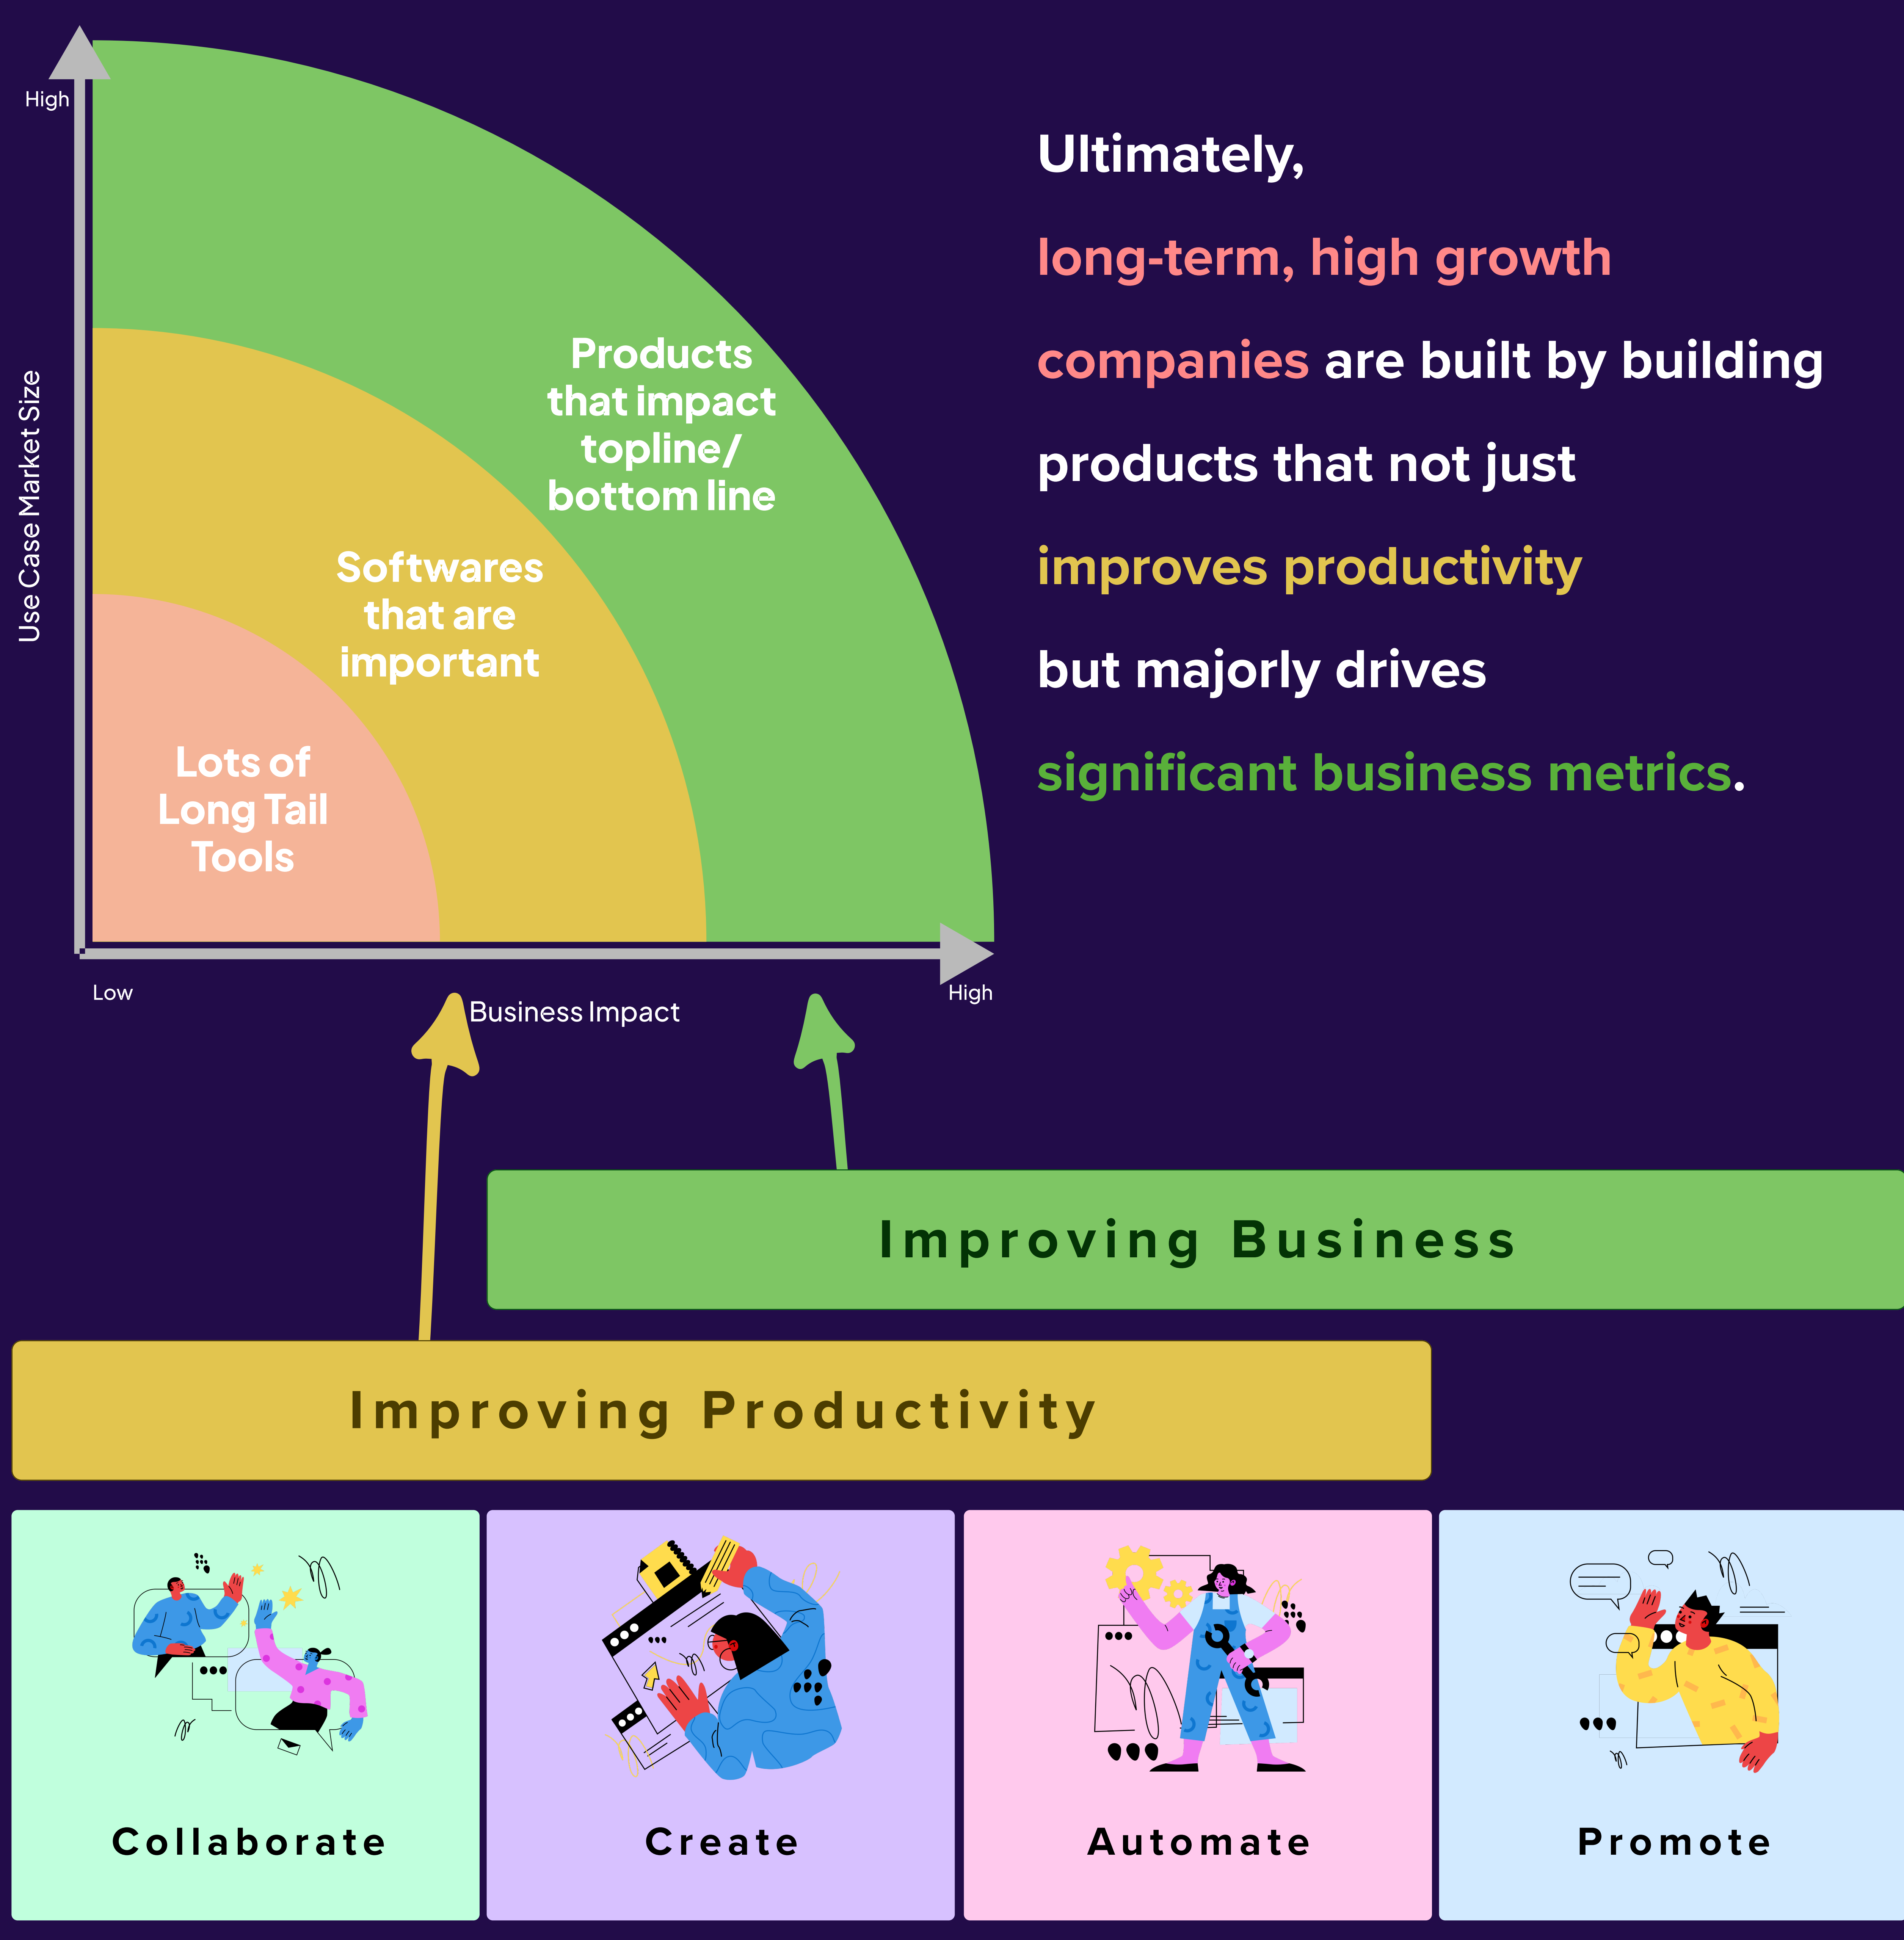 High
Use Case Market Size
Products
that impact
topline/
bottom line
Softwares
that are
important
Lots of
Long Tail
Tools
Low
Business Impact
High
Ultimately,
long-term, high growth
companies are built by building
products that not just
improves productivity
but majorly drives
significant business metrics.
Improving Business
Improving Productivity
Collaborate
Create
Automate
Promote